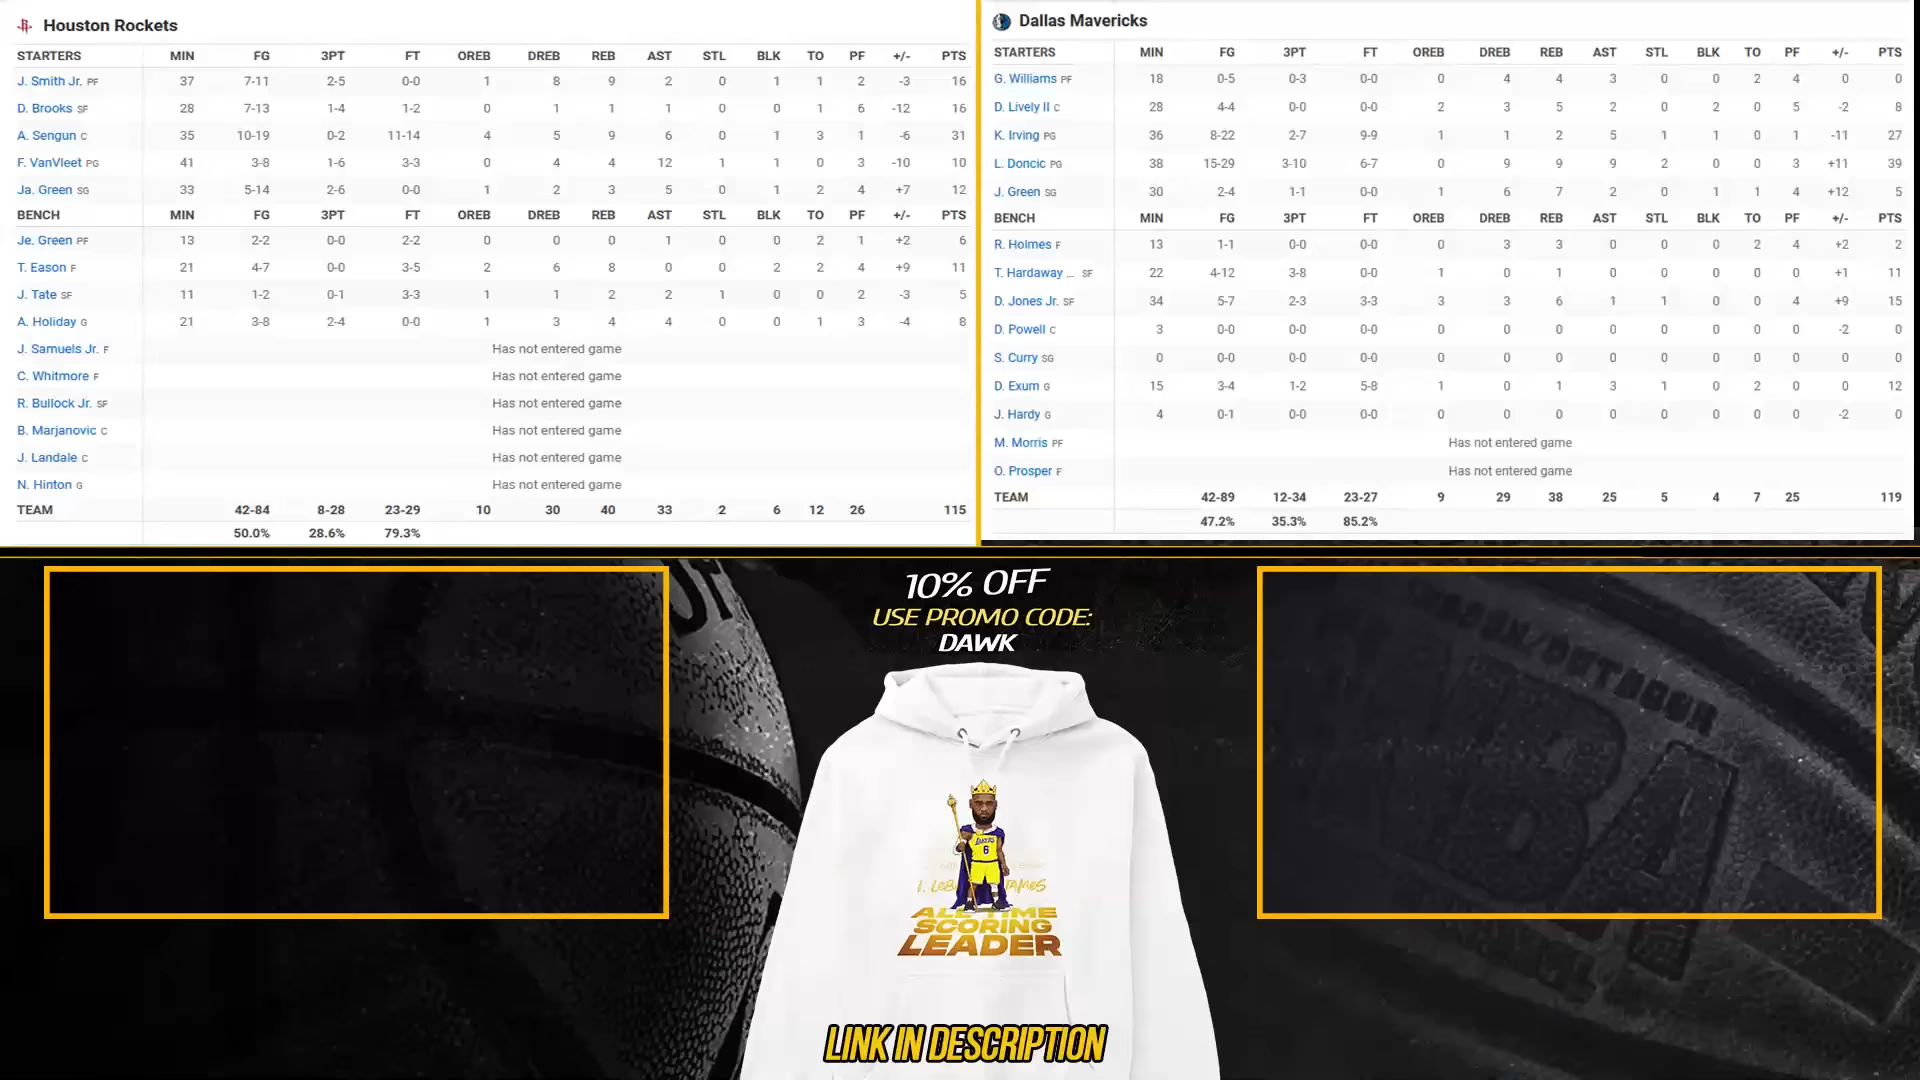 Houston Rockets
STARTERS MIN FG 3PT FT OREB DREB REB AST STL BLK TO PF +/- PTS
J. Smith Jr. PF 37 7-11 2-5 0-0 1 8 9 2 0 1 1 2 -3 16
D. Brooks SF 28 7-13 1-4 1-2 0 1 1 1 0 0 1 6 -12 16
A. Sengun C 35 10-19 0-2 11-14 4 5 9 6 0 1 3 1 -6 31
F. VanVleet PG 41 3-8 1-6 3-3 0 4 4 12 1 1 0 3 -10 10
Ja. Green SG 33 5-14 2-6 0-0 1 2 3 5 0 1 2 4 +7 12
BENCH MIN FG 3PT FT OREB DREB REB AST STL BLK TO PF +/- PTS
Je. Green PF 13 2-2 0-0 2-2 0 0 0 1 0 0 2 1 +2 6
T. Eason F 21 4-7 0-0 3-5 2 6 8 0 0 2 2 4 +9 11
J. Tate SF 11 1-2 0-1 3-3 1 1 2 2 1 0 0 2 -3 5
A. Holiday G 21 3-8 2-4 0-0 1 3 4 4 0 0 1 3 -4 8
J. Samuels Jr. F Has not entered game
C. Whitmore F Has not entered game
R. Bullock Jr. SF Has not entered game
B. Marjanovic C Has not entered game
J. Landale C Has not entered game
N. Hinton G Has not entered game
TEAM 42-84 8-28 23-29 10 30 40 33 2 6 12 26 115
50.0% 28.6% 79.3%
Dallas Mavericks
STARTERS MIN FG 3PT FT OREB DREB REB AST STL BLK TO PF +/- PTS
G. Williams PF 18 0-5 0-3 0-0 0 4 4 3 0 0 2 4 0 0
D. Lively II C 28 4-4 0-0 0-0 2 3 5 2 0 2 0 5 -2 8
K. Irving PG 36 8-22 2-7 9-9 1 1 2 5 1 1 0 1 -11 27
L. Doncic PG 38 15-29 3-10 6-7 0 9 9 9 2 0 0 3 +11 39
J. Green SG 30 2-4 1-1 0-0 1 6 7 2 0 1 1 4 +12 5
BENCH MIN FG 3PT FT OREB DREB REB AST STL BLK TO PF +/- PTS
R. Holmes F 13 1-1 0-0 0-0 0 3 3 0 0 0 2 4 +2 2
T. Hardaway ... SF 22 4-12 3-8 0-0 1 0 1 0 0 0 0 0 +1 11
D. Jones Jr. SF 34 5-7 2-3 3-3 3 3 6 1 1 0 0 4 +9 15
D. Powell C 3 0-0 0-0 0-0 0 0 0 0 0 0 0 0 -2 0
S. Curry SG 0 0-0 0-0 0-0 0 0 0 0 0 0 0 0 0 0
D. Exum G 15 3-4 1-2 5-8 1 0 1 3 1 0 2 0 0 12
J. Hardy G 4 0-1 0-0 0-0 0 0 0 0 0 0 0 0 -2 0
M. Morris PF Has not entered game
O. Prosper F Has not entered game
TEAM 42-89 12-34 23-27 9 29 38 25 5 4 7 25 119
47.2% 35.3% 85.2%
10% OFF
USE PROMO CODE:
DAWK
LAKERS
6
ALL TIME
SCORING
LEADER
LINK IN DESCRIPTION